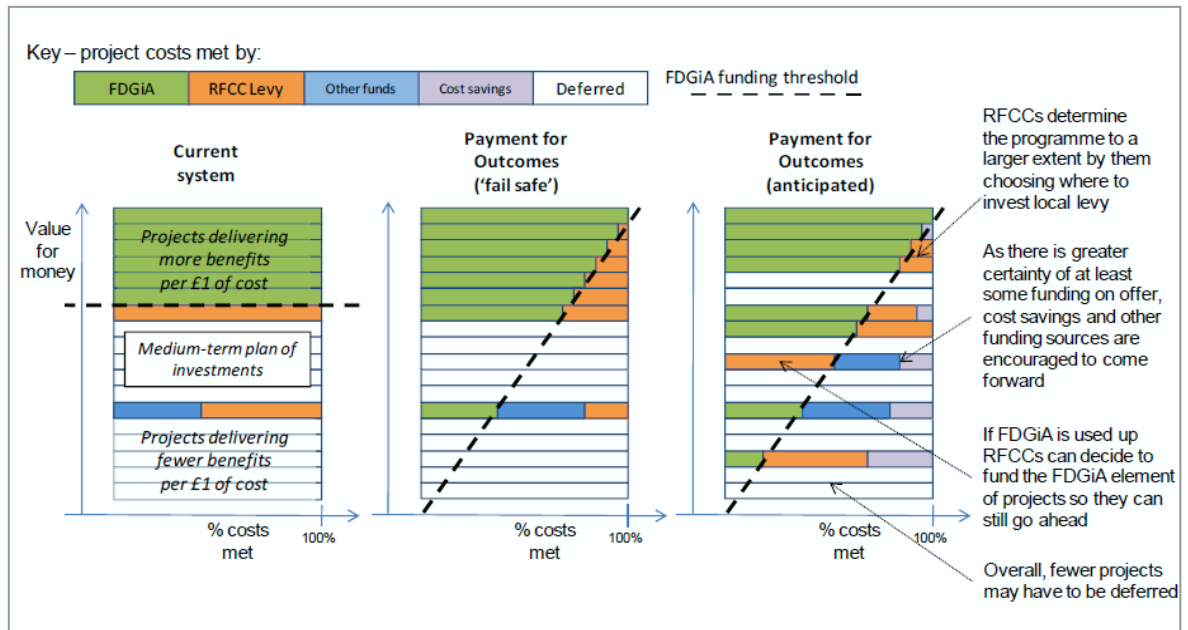 Key – project costs met by:
FDGiA
RFCC Levy
Other funds
Cost savings
Deferred
FDGiA funding threshold
Current
system
Value
for
money
Projects delivering
more benefits
per £1 of cost
Medium-term plan of
investments
Projects delivering
fewer benefits
per £1 of cost
% costs
met
100%
Payment for
Outcomes
('fail safe')
% costs
met
100%
Payment for
Outcomes
(anticipated)
% costs
met
100%
RFCCs determine
the programme to a
larger extent by them
choosing where to
invest local levy
As there is greater
certainty of at least
some funding on offer,
cost savings and other
funding sources are
encouraged to come
forward
If FDGiA is used up
RFCCs can decide to
fund the FDGiA element
of projects so they can
still go ahead
Overall, fewer projects
may have to be deferred